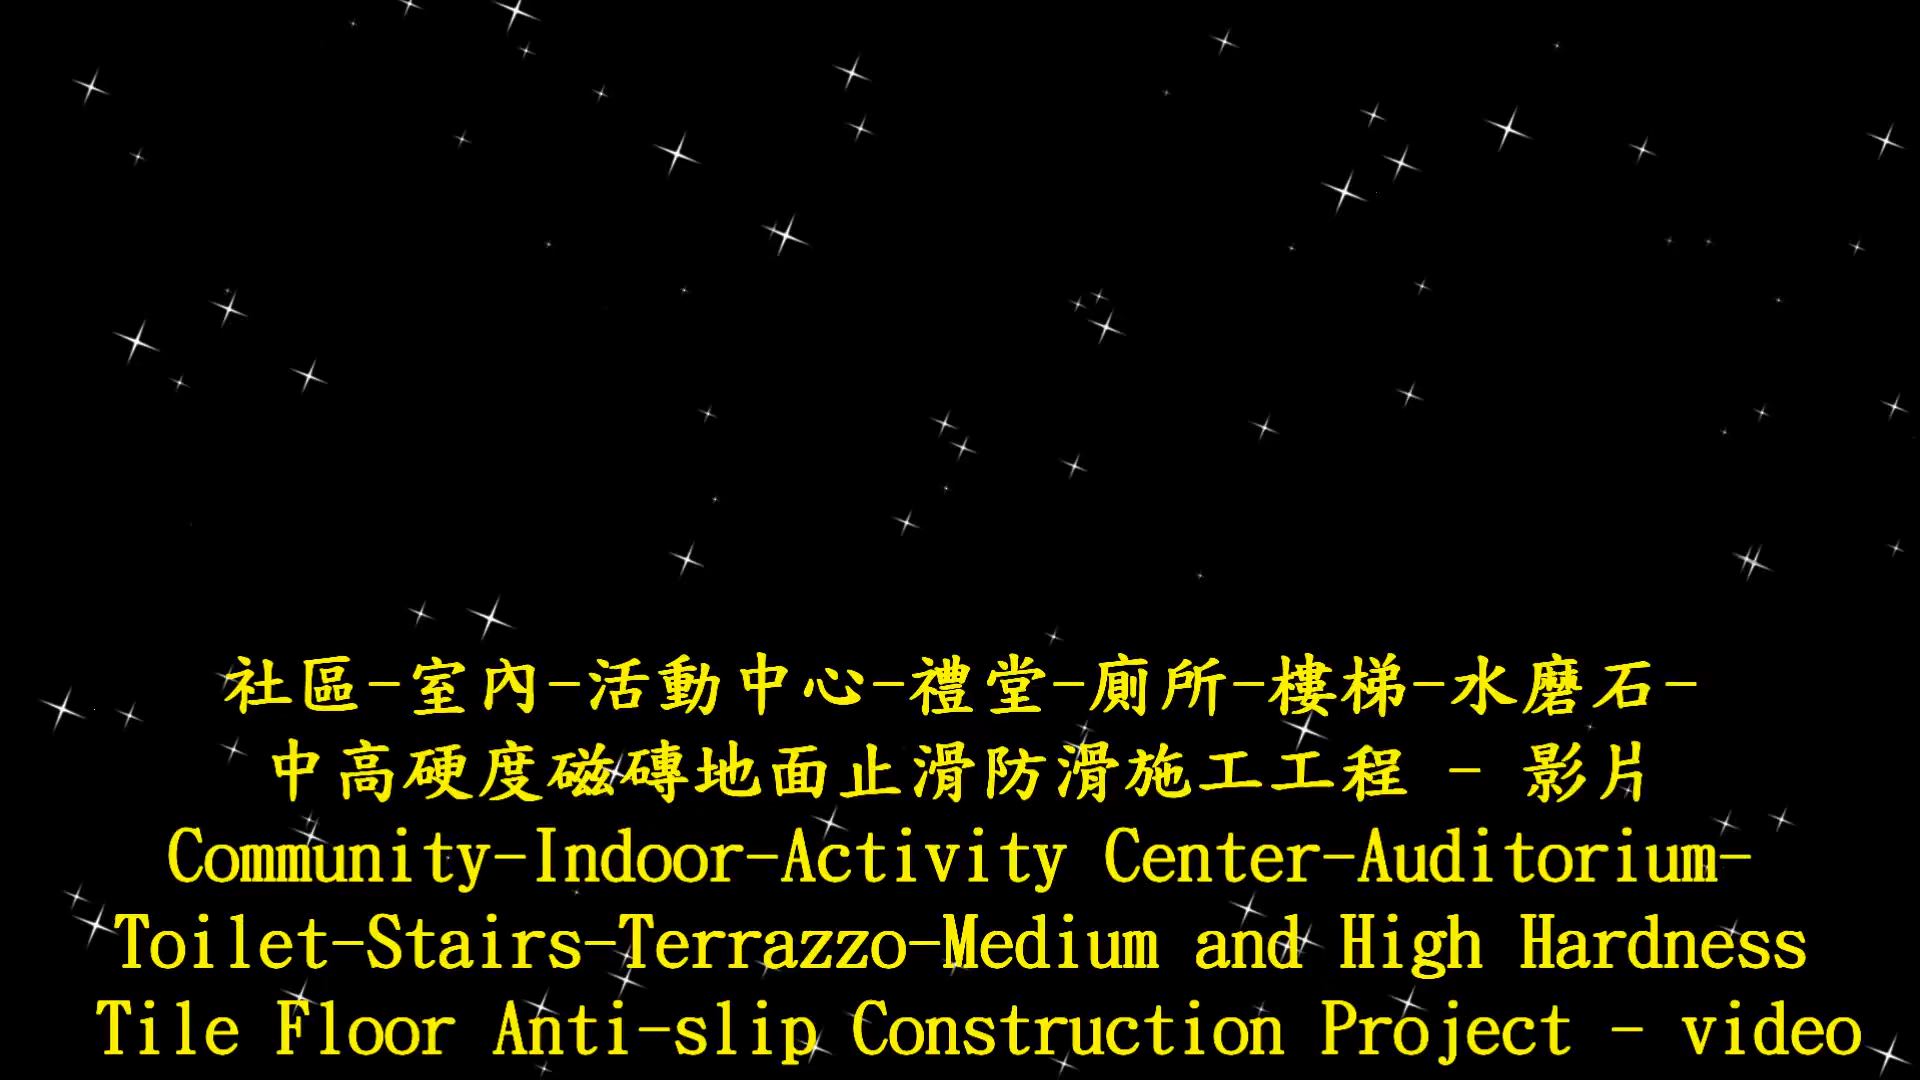 社區-室內-活動中心-禮堂-廁所-樓梯-水磨石-
中高硬度磁磚地面止滑防滑施工工程 - 影片
Community-Indoor-Activity Center-Auditorium-
Toilet-Stairs-Terrazzo-Medium and High Hardness
Tile Floor Anti-slip Construction Project - video